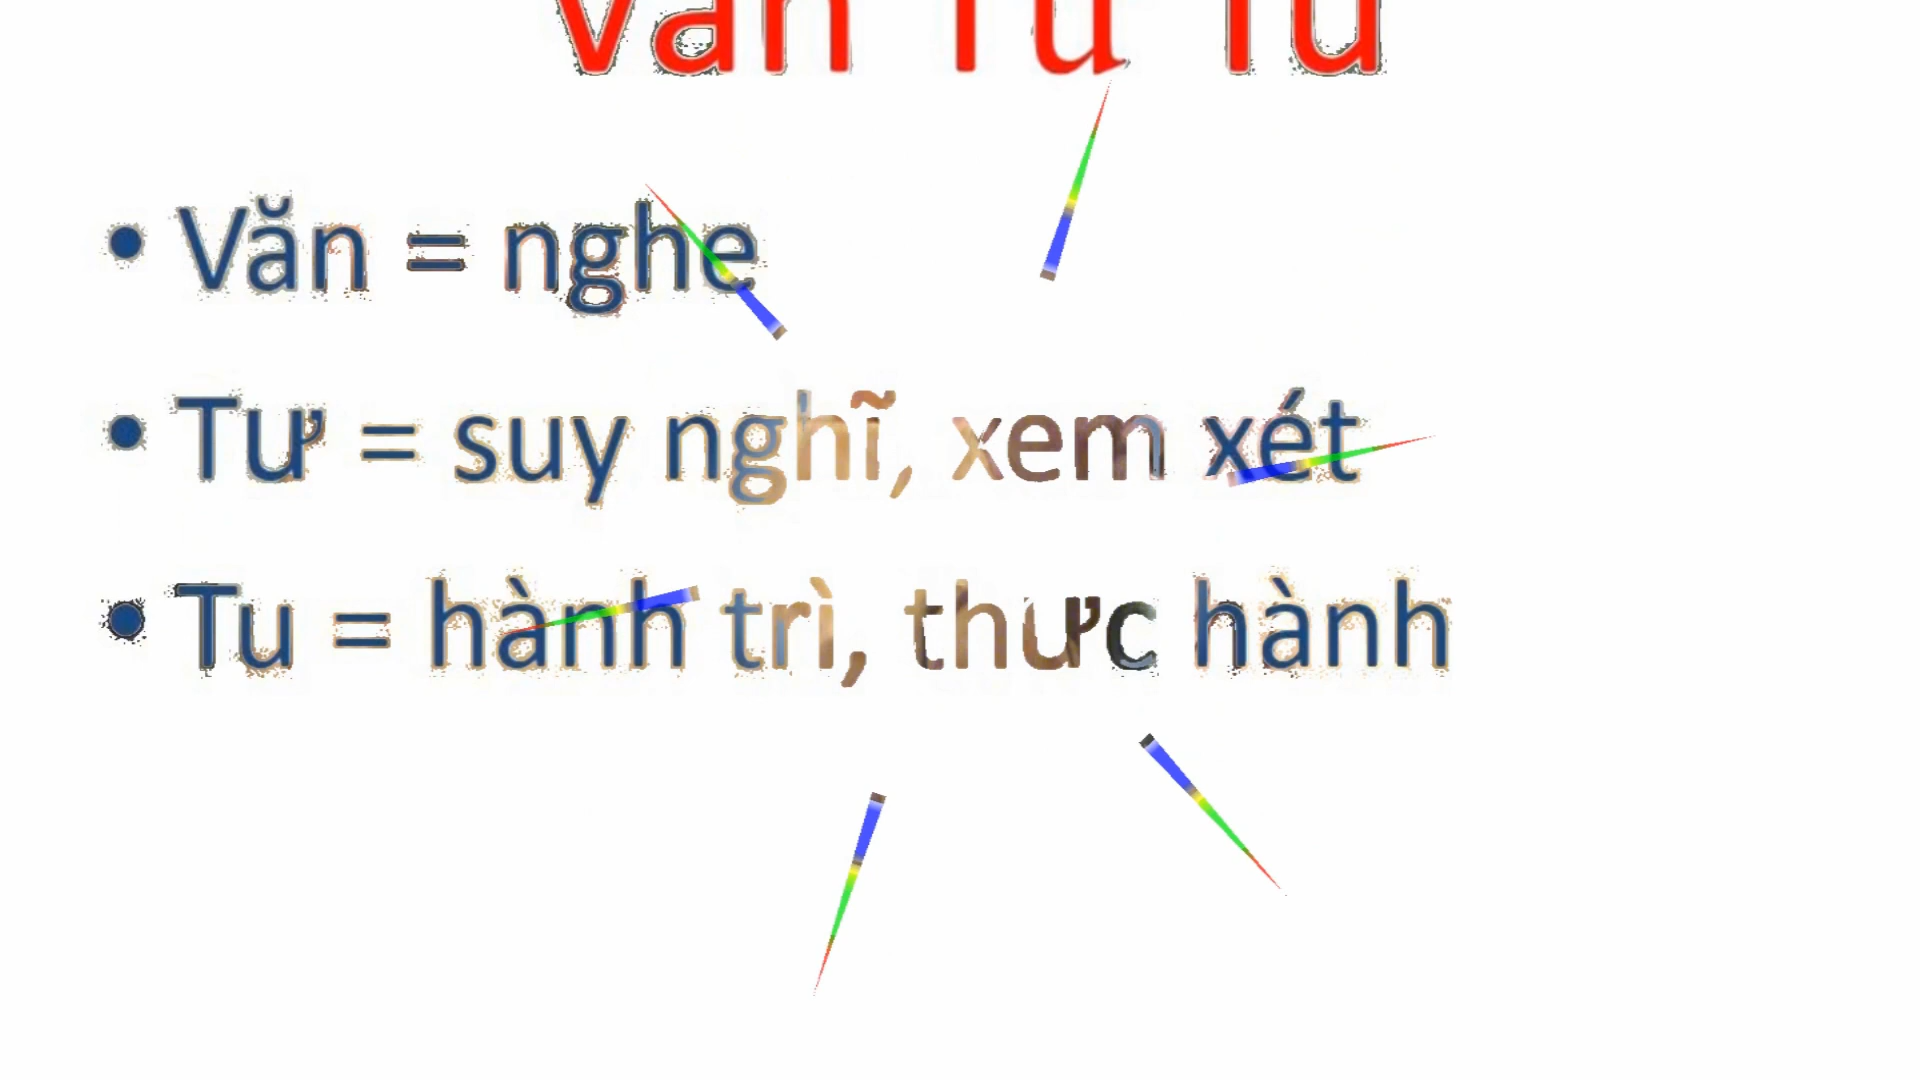 Văn Tư Tu
• Văn = nghe
• Tư = suy nghĩ, xem xét
• Tu = hành trì, thực hành